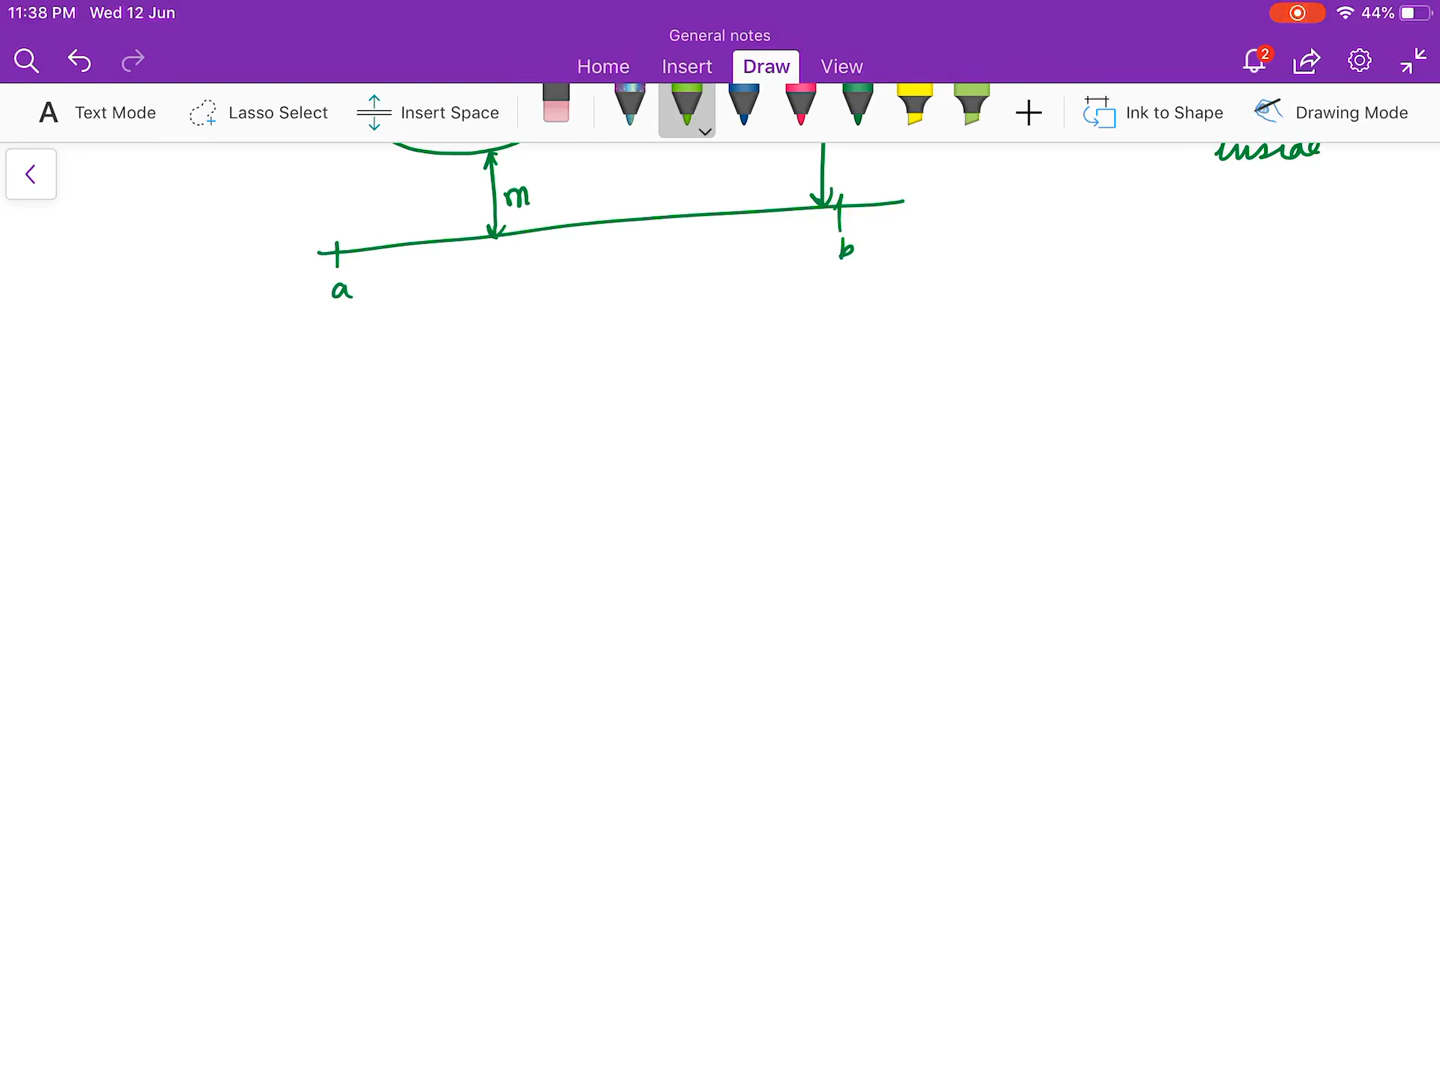 11:38 PM Wed 12 Jun 44%
General notes
Home Insert Draw View 2
A Text Mode Lasso Select Insert Space Ink to Shape Drawing Mode
inside
m
b
a